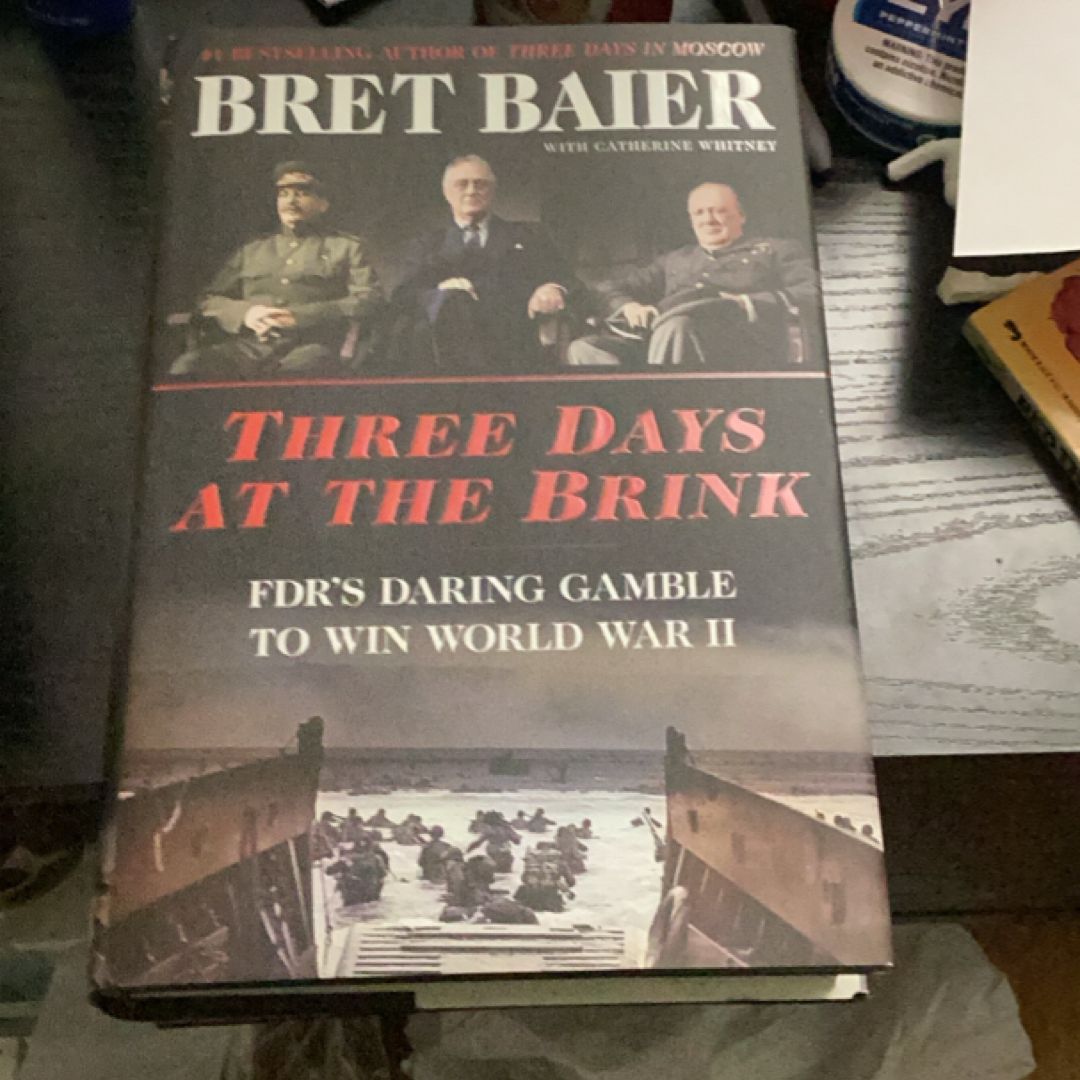 #1 BESTSELLING AUTHOR OF THREE DAYS IN MOSCOW
BRET BAIER
WITH CATHERINE WHITNEY
THREE DAYS
AT THE BRINK
FDR'S DARING GAMBLE
TO WIN WORLD WAR II
PEPPERMINT